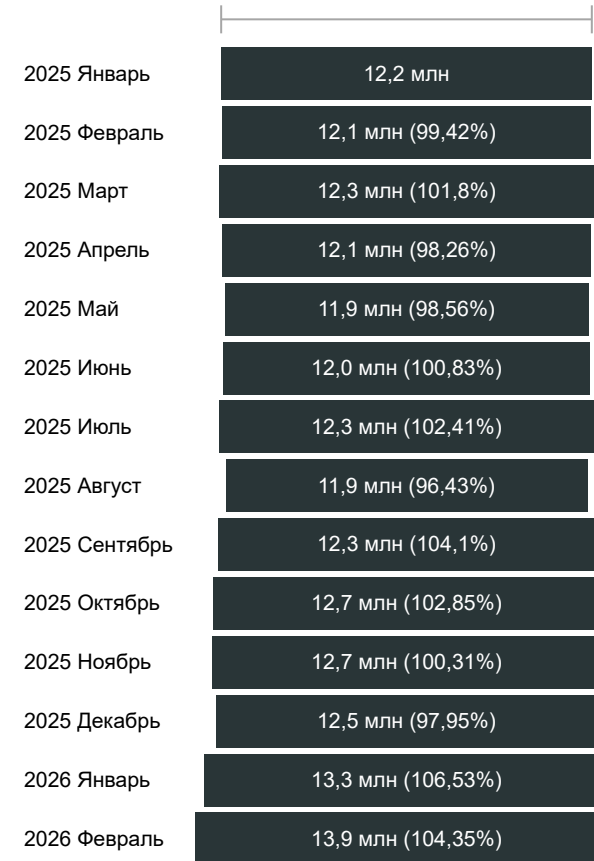 2025 Январь 12,2 млн
2025 Февраль 12,1 млн (99,42%)
2025 Март 12,3 млн (101,8%)
2025 Апрель 12,1 млн (98,26%)
2025 Май 11,9 млн (98,56%)
2025 Июнь 12,0 млн (100,83%)
2025 Июль 12,3 млн (102,41%)
2025 Август 11,9 млн (96,43%)
2025 Сентябрь 12,3 млн (104,1%)
2025 Октябрь 12,7 млн (102,85%)
2025 Ноябрь 12,7 млн (100,31%)
2025 Декабрь 12,5 млн (97,95%)
2026 Январь 13,3 млн (106,53%)
2026 Февраль 13,9 млн (104,35%)